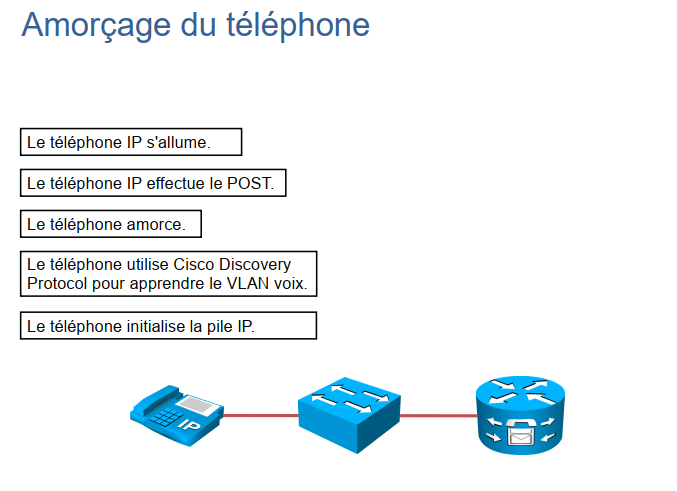 Amorçage du téléphone
Le téléphone IP s'allume.
Le téléphone IP effectue le POST.
Le téléphone amorce.
Le téléphone utilise Cisco Discovery
Protocol pour apprendre le VLAN voix.
Le téléphone initialise la pile IP.
IP